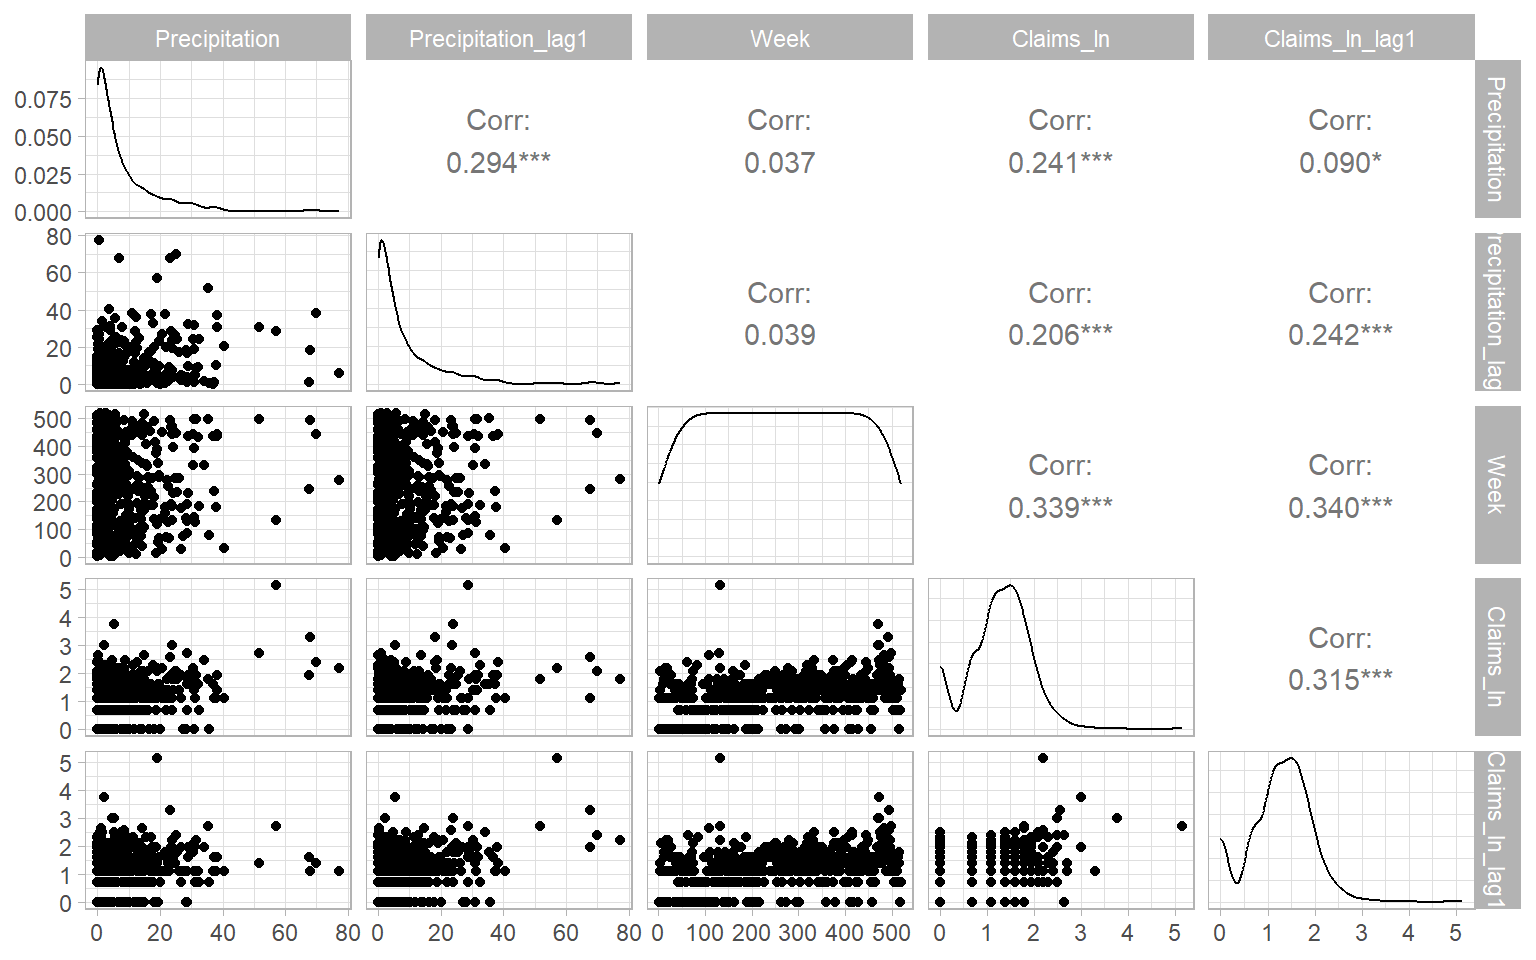 Precipitation Precipitation_lag1 Week Claims_ln Claims_ln_lag1
0.075
0.050
0.025
0.000
Corr:
0.294***
Corr:
0.037
Corr:
0.241***
Corr:
0.090*
Precipitation
80
60
40
20
0
Corr:
0.039
Corr:
0.206***
Corr:
0.242***
recipitation_lag
500
400
300
200
100
0
Corr:
0.339***
Corr:
0.340***
Week
5
4
3
2
1
0
Corr:
0.315***
Claims_ln
5
4
3
2
1
0
Claims_ln_lag1
0 20 40 60 80 0 20 40 60 80 0 100 200 300 400 500 0 1 2 3 4 5 0 1 2 3 4 5